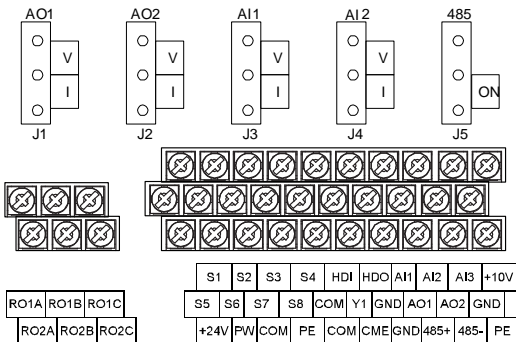 AO1 AO2 AI1 AI2 485
V V V V
I I I I ON
J1 J2 J3 J4 J5
S1 S2 S3 S4 HDI HDO AI1 AI2 AI3 +10V
RO1A RO1B RO1C S5 S6 S7 S8 COM Y1 GND AO1 AO2 GND
RO2A RO2B RO2C +24V PW COM PE COM CME GND 485+ 485- PE